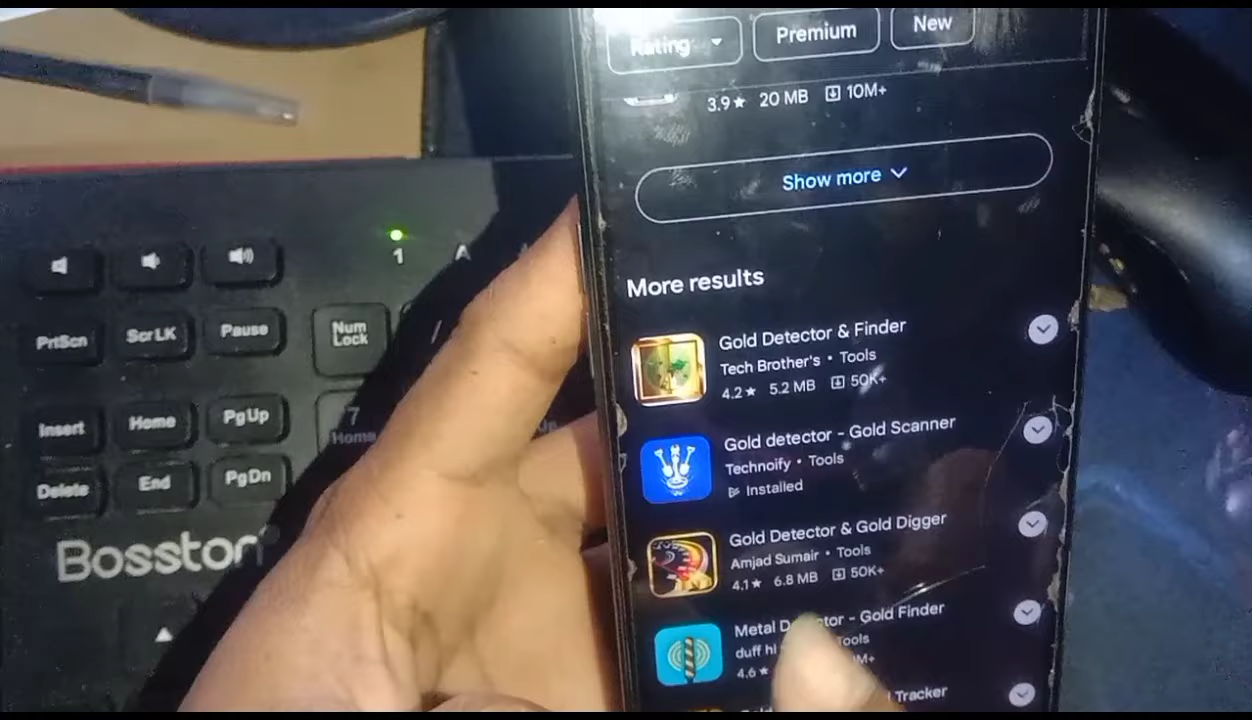 Rating
Premium
New
3.9★ 20 MB 10M+
Show more
More results
Gold Detector & Finder
Tech Brother's • Tools
4.2★ 5.2 MB 50K+
Gold detector - Gold Scanner
Technoify • Tools
Installed
Gold Detector & Gold Digger
Amjad Sumair • Tools
4.1★ 6.8 MB 50K+
Metal - Gold Finder
duff Tools
4.6★
Tracker
1
A
PrtScn
ScrLK
Pause
Num
Lock
7
Home
Insert
Home
PgUp
Delete
End
PgDn
Bosston